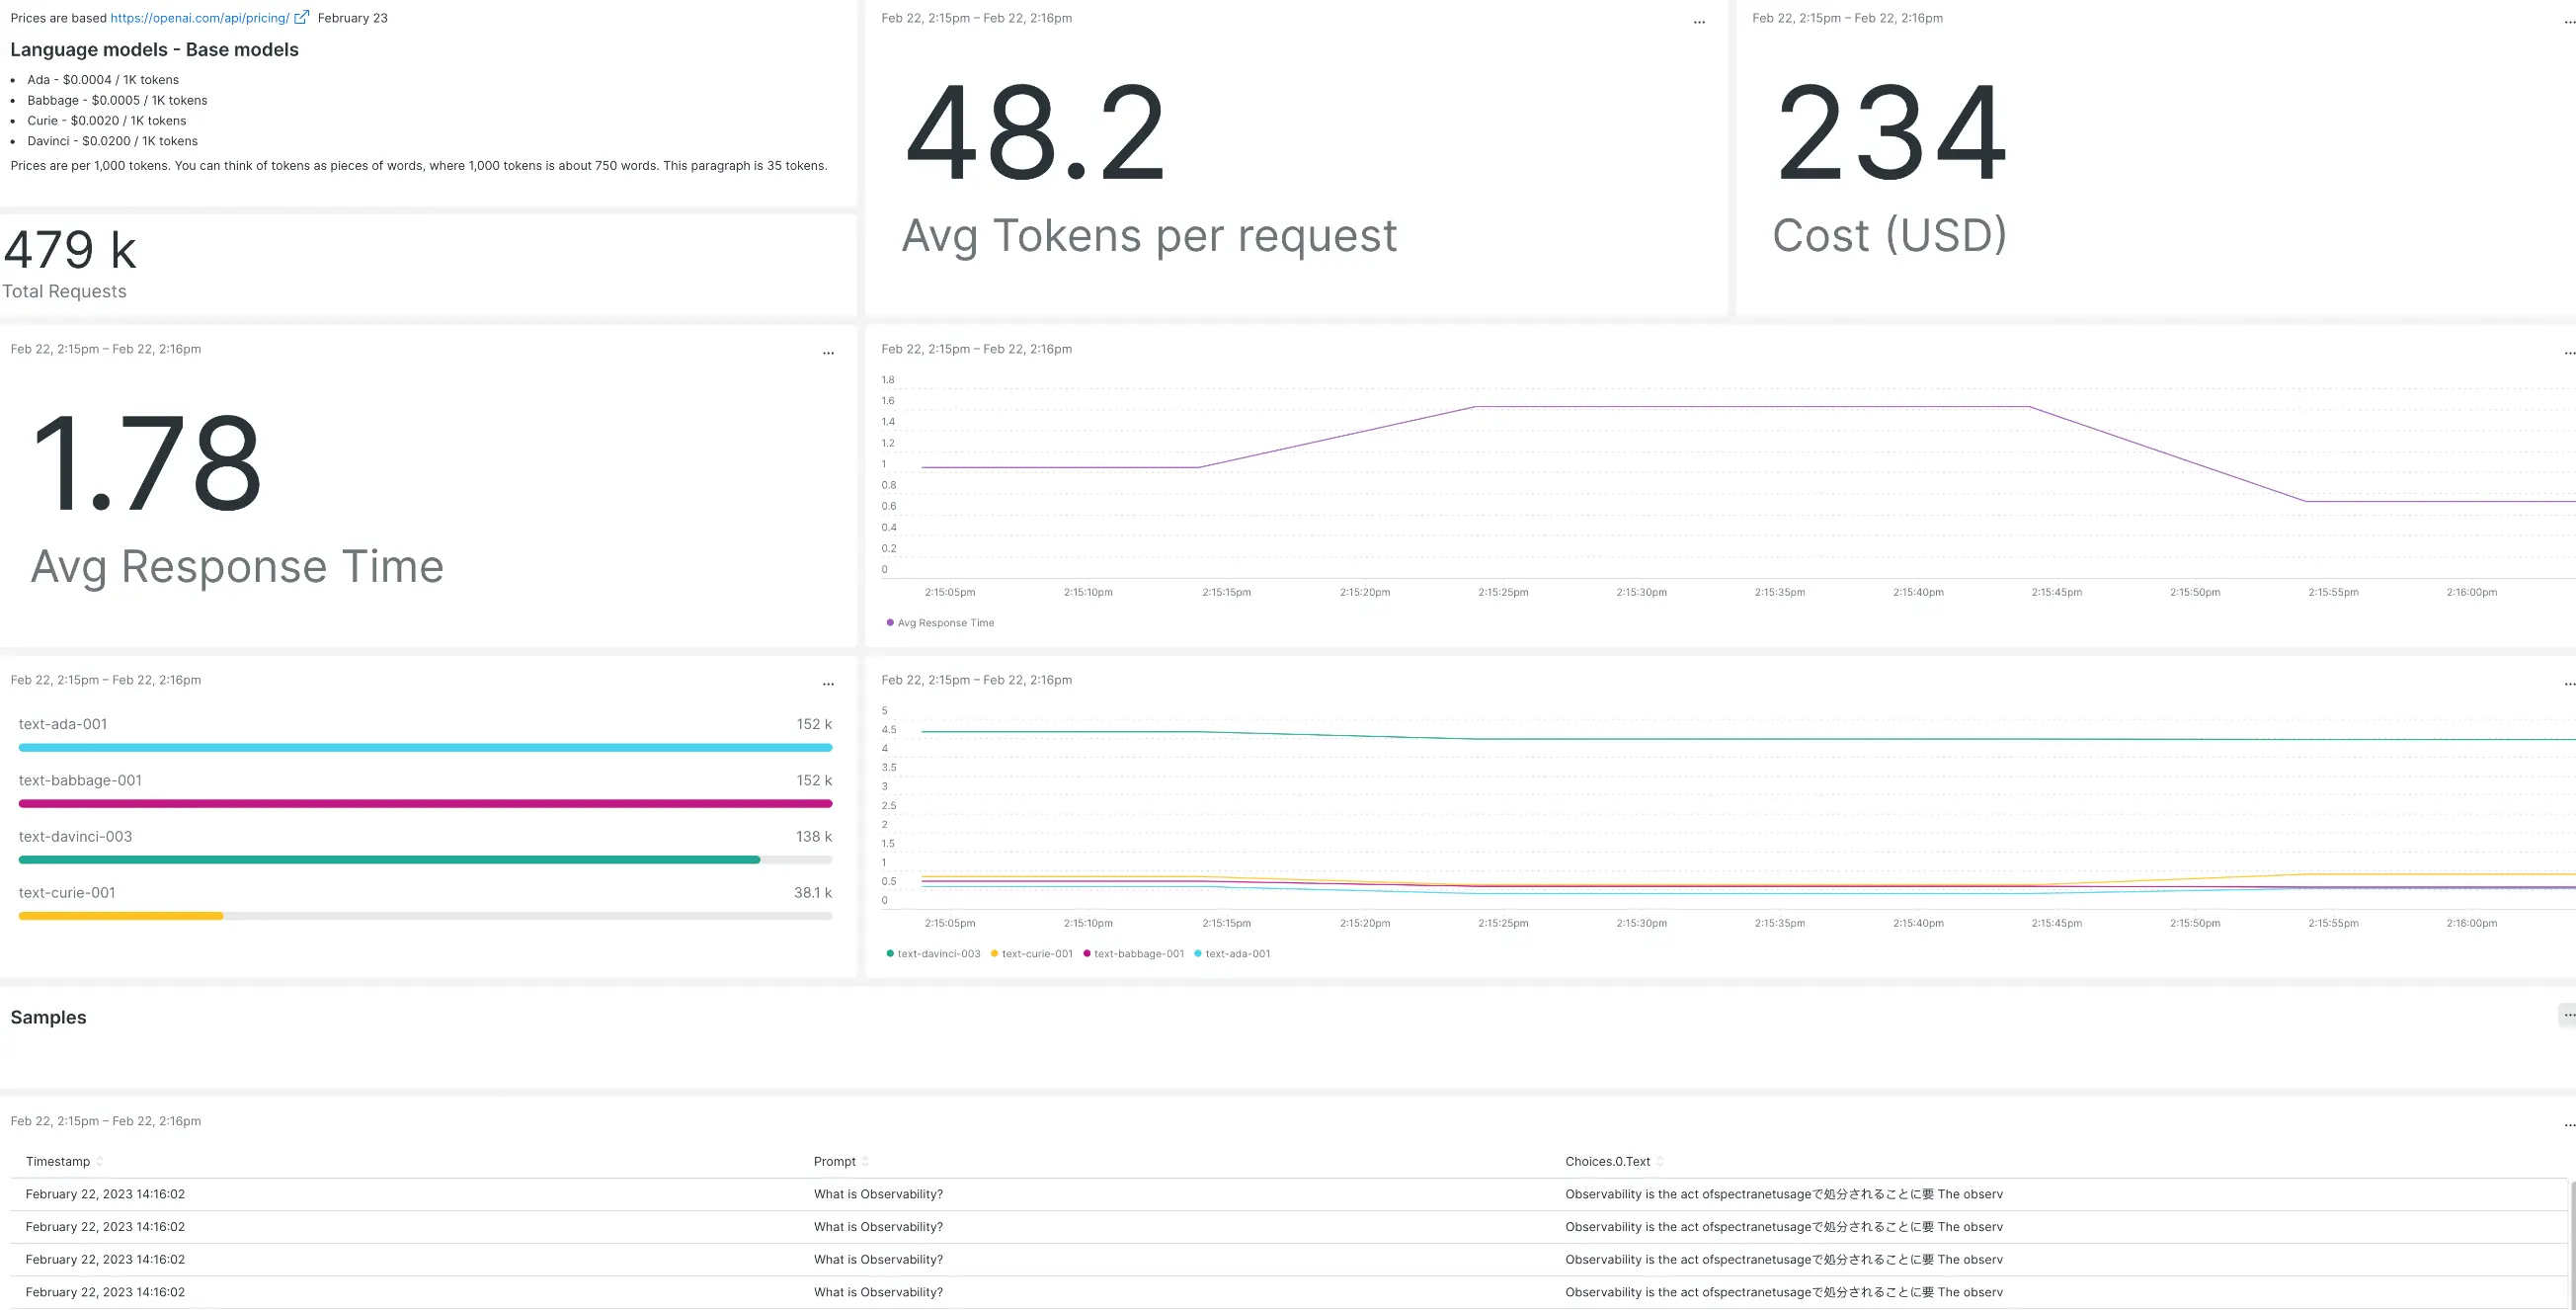 Prices are based https://openai.com/api/pricing/ February 23
Language models - Base models
• Ada - $0.0004 / 1K tokens
• Babbage - $0.0005 / 1K tokens
• Curie - $0.0020 / 1K tokens
• Davinci - $0.0200 / 1K tokens
Prices are per 1,000 tokens. You can think of tokens as pieces of words, where 1,000 tokens is about 750 words. This paragraph is 35 tokens.
479 k
Total Requests
Feb 22, 2:15pm – Feb 22, 2:16pm
...
48.2
Avg Tokens per request
Feb 22, 2:15pm – Feb 22, 2:16pm
...
234
Cost (USD)
Feb 22, 2:15pm – Feb 22, 2:16pm
...
1.78
Avg Response Time
Feb 22, 2:15pm – Feb 22, 2:16pm
...
1.8
1.6
1.4
1.2
1
0.8
0.6
0.4
0.2
0
2:15:05pm 2:15:10pm 2:15:15pm 2:15:20pm 2:15:25pm 2:15:30pm 2:15:35pm 2:15:40pm 2:15:45pm 2:15:50pm 2:15:55pm 2:16:00pm
Avg Response Time
Feb 22, 2:15pm – Feb 22, 2:16pm
...
text-ada-001 152 k
text-babbage-001 152 k
text-davinci-003 138 k
text-curie-001 38.1 k
Feb 22, 2:15pm – Feb 22, 2:16pm
...
5
4.5
4
3.5
3
2.5
2
1.5
1
0.5
0
2:15:05pm 2:15:10pm 2:15:15pm 2:15:20pm 2:15:25pm 2:15:30pm 2:15:35pm 2:15:40pm 2:15:45pm 2:15:50pm 2:15:55pm 2:16:00pm
text-davinci-003 text-curie-001 text-babbage-001 text-ada-001
Samples
...
Feb 22, 2:15pm – Feb 22, 2:16pm
...
Timestamp Prompt Choices.0.Text
February 22, 2023 14:16:02 What is Observability? Observability is the act ofspectranetusageで処分されることに要 The observ
February 22, 2023 14:16:02 What is Observability? Observability is the act ofspectranetusageで処分されることに要 The observ
February 22, 2023 14:16:02 What is Observability? Observability is the act ofspectranetusageで処分されることに要 The observ
February 22, 2023 14:16:02 What is Observability? Observability is the act ofspectranetusageで処分されることに要 The observ